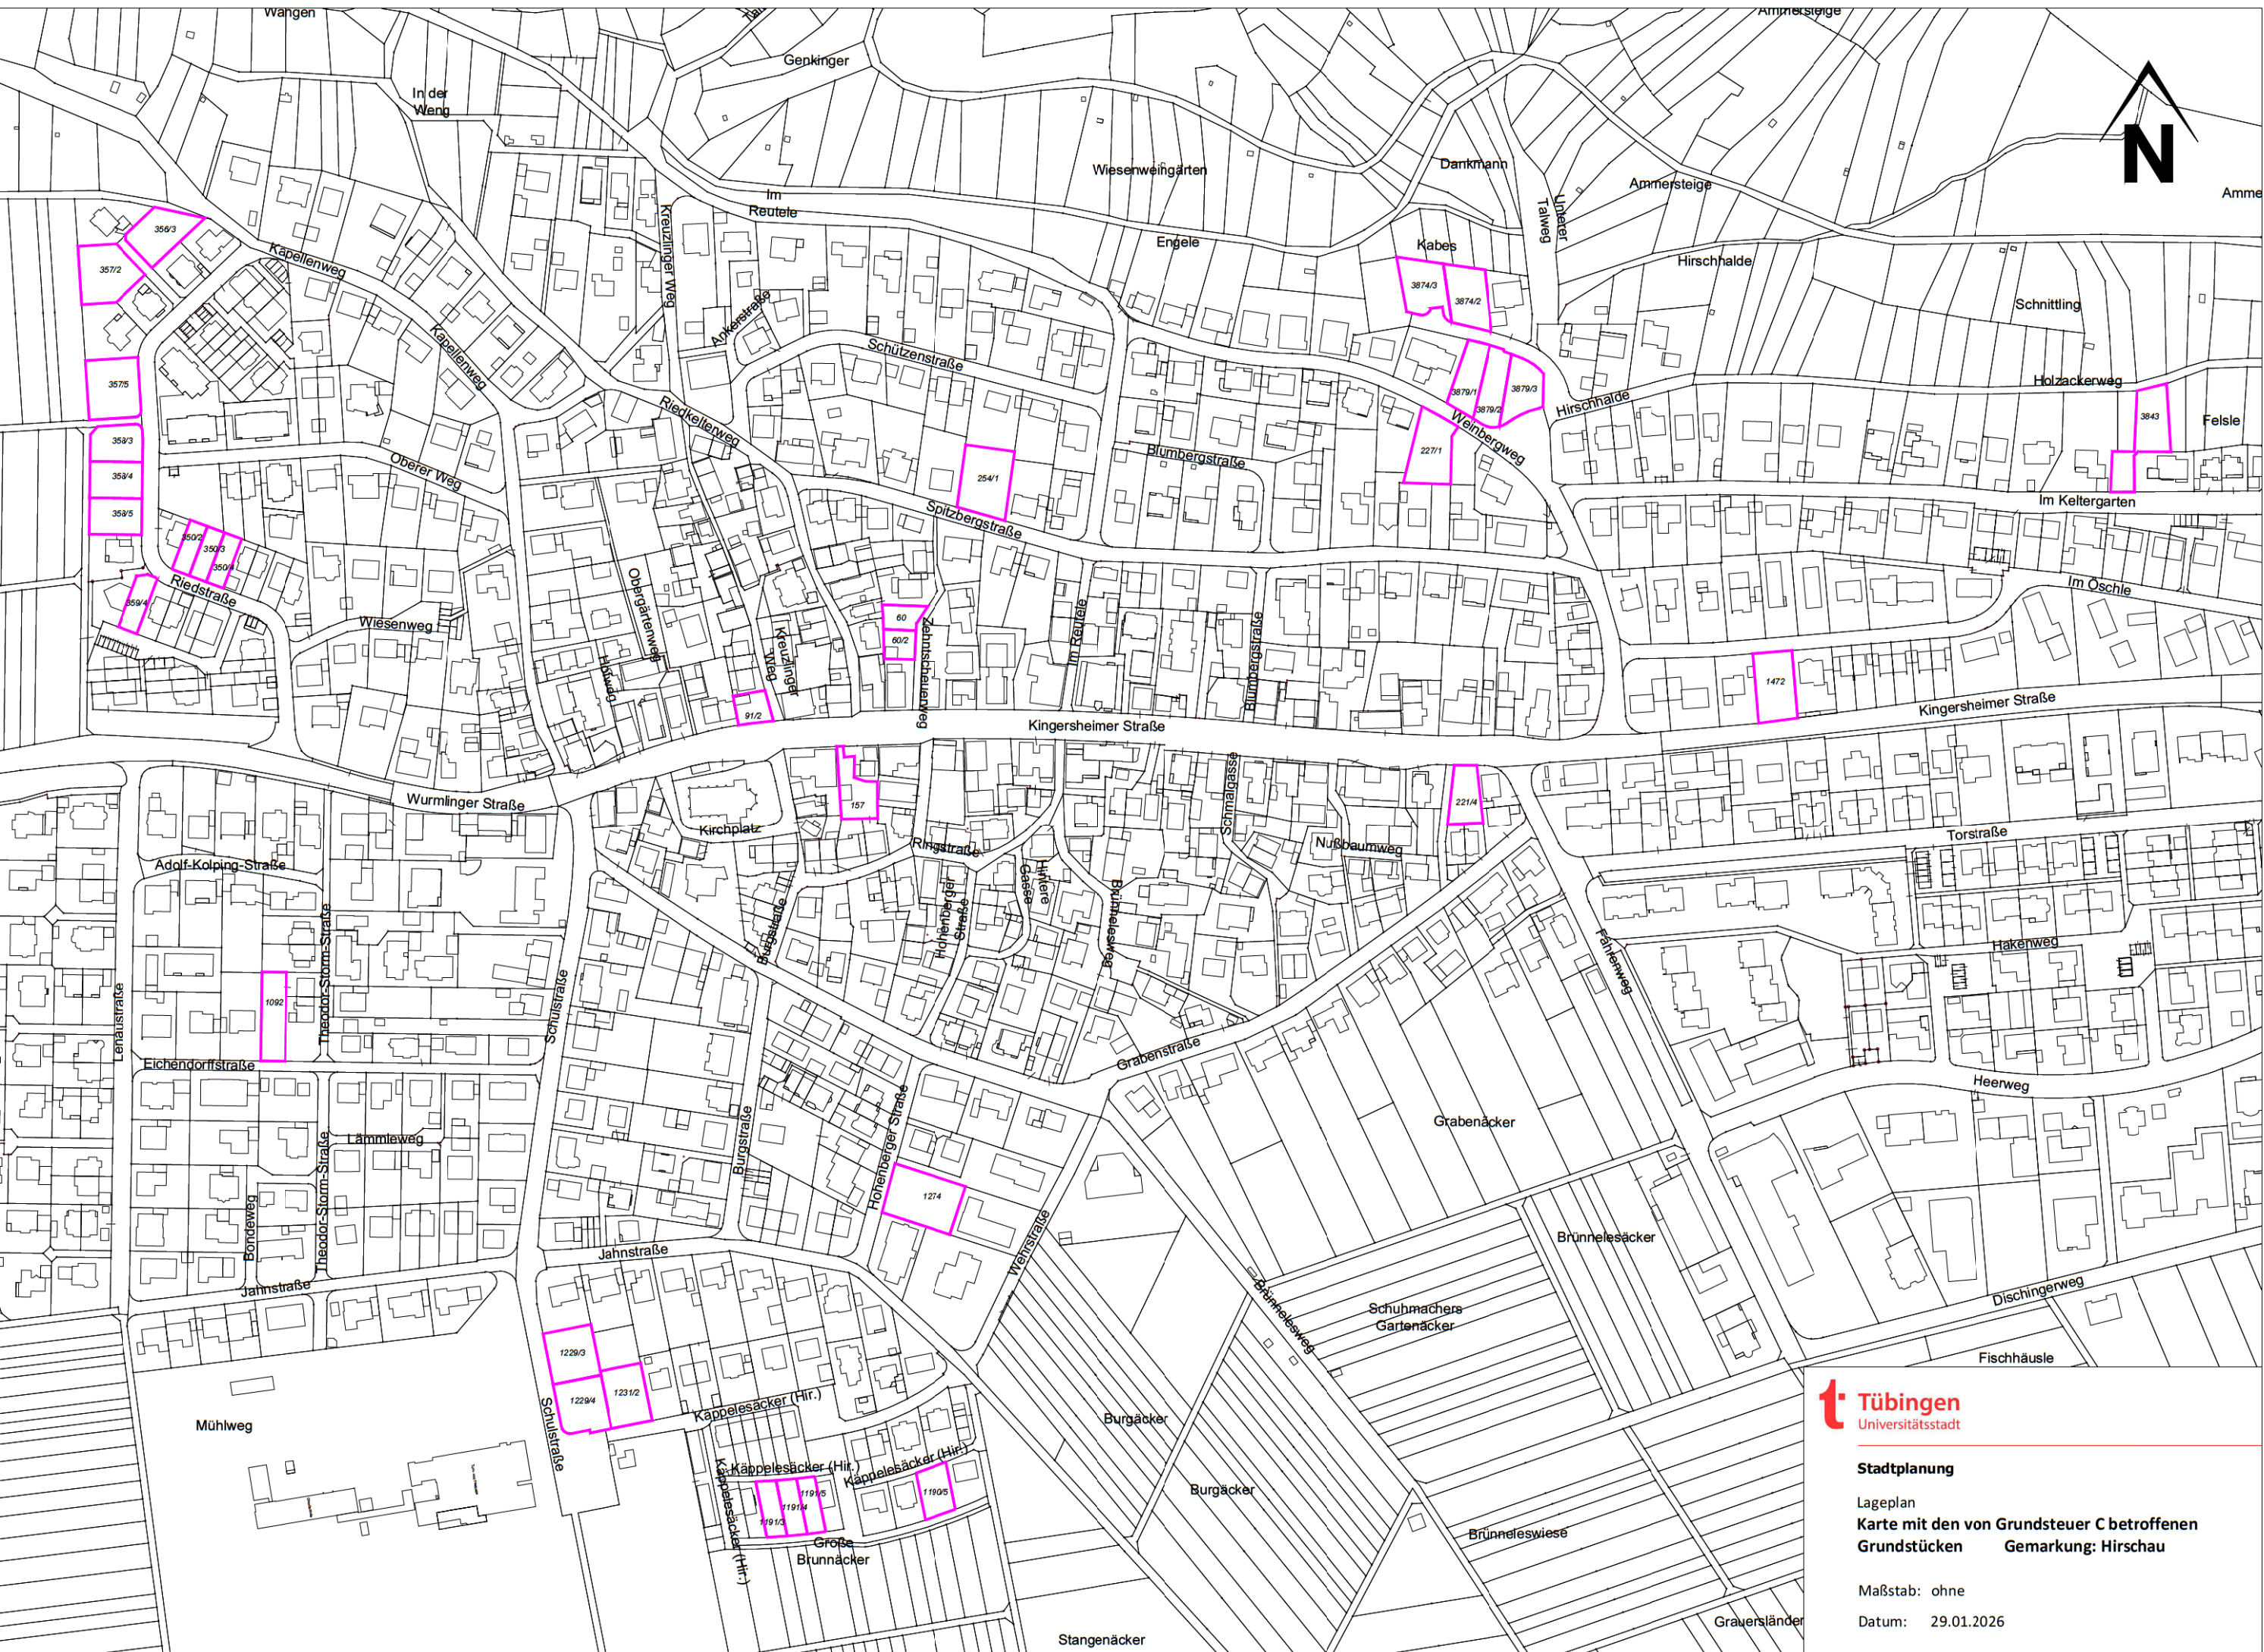 Wangen
Ammersteige
Genkinger
In der
Weng
Wiesenweingärten
Dankmann
Ammersteige
Amme
N
Im
Reutele
Kreuzlinger Weg
Unterer
Talweg
356/3
Engele
Kabes
Hirschhalde
357/2
Kapellenweg
3874/3
3874/2
Schnittling
Ankerstraße
Kapellenweg
Schützenstraße
357/5
3879/1
3879/2
3879/3
Holzackerweg
Hirschhalde
3843
Felsle
Riedkellerweg
Weinbergweg
358/3
Oberer Weg
Blumbergstraße
227/1
358/4
254/1
Im Keltergarten
358/5
Spitzbergstraße
350/2
350/3
350/4
Riedstraße
359/4
Obergärtenweg
Im Öschle
Wiesenweg
60
60/2
Zehntscheuerweg
Im Reutele
Blumbergstraße
Kreuzlinger
Weg
Hofweg
1472
91/2
Kingersheimer Straße
Kingersheimer Straße
Wurmlinger Straße
157
Schmalgasse
221/4
Kirchplatz
Torstraße
Ringstraße
Nußbaumweg
Adolf-Kolping-Straße
Hintere
Gasse
Brünnelesweg
Burgstraße
Hohenberger
Straße
Theodor-Storm-Straße
Fahrenweg
Hakenweg
1092
Lenaustraße
Schulstraße
Eichendorffstraße
Grabenstraße
Heerweg
Hohenberger Straße
Grabenäcker
Lämmleweg
Burgstraße
Theodor-Storm-Straße
Bondeweg
1274
Wehrstraße
Brünnelesäcker
Jahnstraße
Jahnstraße
Brünnelesweg
Dischingerweg
Schuhmachers
Gartenäcker
1229/3
Fischhäusle
1231/2
1229/4
Käppelesäcker (Hir.)
Schulstraße
Mühlweg
Burgäcker
Käppelesäcker (Hir.)
Käppelesäcker (Hir.)
Käppelesäcker (Hir.)
1191/5
1191/4
1191/3
1190/5
Burgäcker
Große
Brunnäcker
Brünneleswiese
Grauersländer
Stangenäcker
Tübingen
Universitätsstadt
Stadtplanung
Lageplan
Karte mit den von Grundsteuer C betroffenen
Grundstücken Gemarkung: Hirschau
Maßstab: ohne
Datum: 29.01.2026